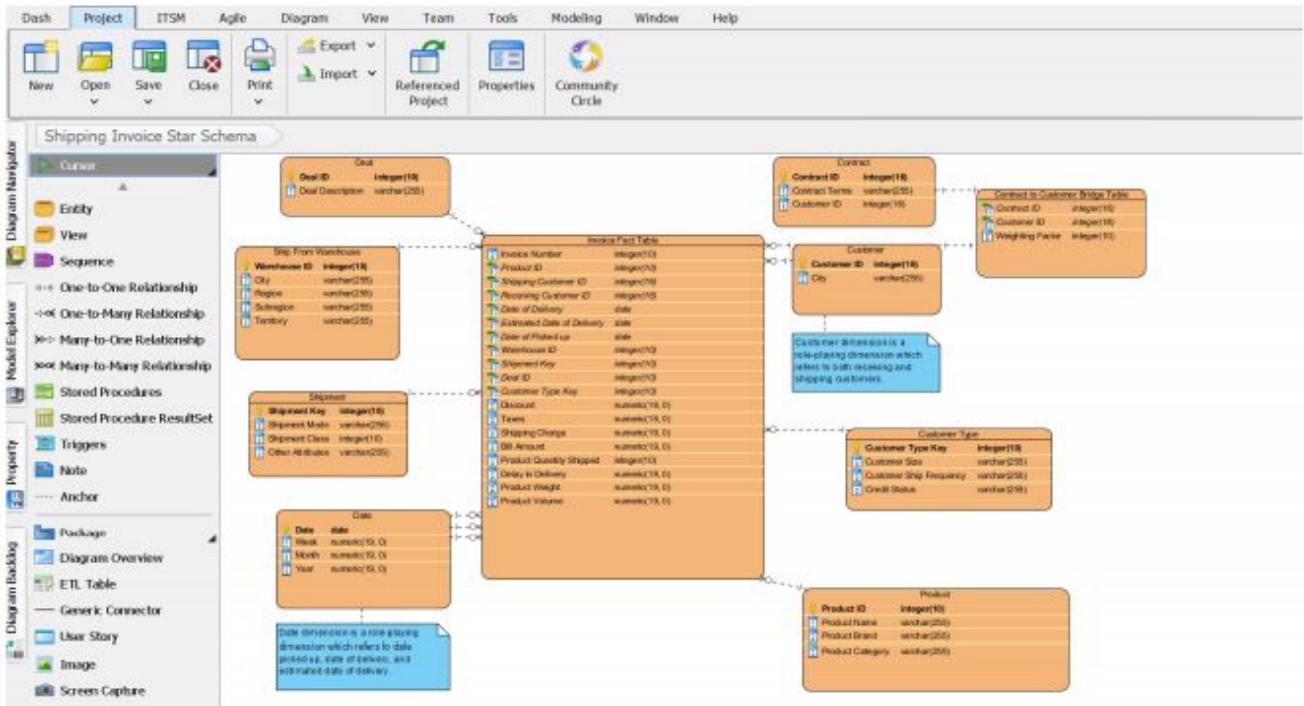 Dash Project ITSM Agile Diagram View Team Tools Modeling Window Help
New
Open
Save
Close
Print
Export
Import
Referenced Project
Properties
Community Circle
Shipping Invoice Star Schema
Diagram Navigator
Model Explorer
Property
Diagram Backlog
Cursor
Entity
View
Sequence
One-to-One Relationship
One-to-Many Relationship
Many-to-One Relationship
Many-to-Many Relationship
Stored Procedures
Stored Procedure ResultSet
Triggers
Note
Anchor
Package
Diagram Overview
ETL Table
Generic Connector
User Story
Image
Screen Capture
Deal
Deal ID integer(10)
Deal Description varchar(255)
Ship From Warehouse
Warehouse ID integer(10)
City varchar(255)
Region varchar(255)
Subregion varchar(255)
Territory varchar(255)
Shipment
Shipment Key integer(10)
Shipment Mode varchar(255)
Shipment Class integer(10)
Other Attributes varchar(255)
Date
Date date
Week numeric(19, 0)
Month numeric(19, 0)
Year numeric(19, 0)
Date dimension is a role-playing
dimension which refers to date
picked up, date of delivery, and
estimated date of delivery.
Invoice Fact Table
Invoice Number integer(10)
Product ID integer(10)
Shipping Customer ID integer(10)
Receiving Customer ID integer(10)
Date of Delivery date
Estimated Date of Delivery date
Date of Picked up date
Warehouse ID integer(10)
Shipment Key integer(10)
Deal ID integer(10)
Customer Type Key integer(10)
Discount numeric(19, 0)
Taxes numeric(19, 0)
Shipping Charge numeric(19, 0)
Bill Amount numeric(19, 0)
Product Quantity Shipped integer(10)
Delay in Delivery numeric(19, 0)
Product Weight numeric(19, 0)
Product Volume numeric(19, 0)
Contract
Contract ID integer(10)
Contract Terms varchar(255)
Customer ID integer(10)
Contract to Customer Bridge Table
Contract ID integer(10)
Customer ID integer(10)
Weighting Factor integer(10)
Customer
Customer ID integer(10)
City varchar(255)
Customer dimension is a
role-playing dimension which
refers to both receiving and
shipping customers.
Customer Type
Customer Type Key integer(10)
Customer Size varchar(255)
Customer Ship Frequency varchar(255)
Credit Status varchar(255)
Product
Product ID integer(10)
Product Name varchar(255)
Product Brand varchar(255)
Product Category varchar(255)